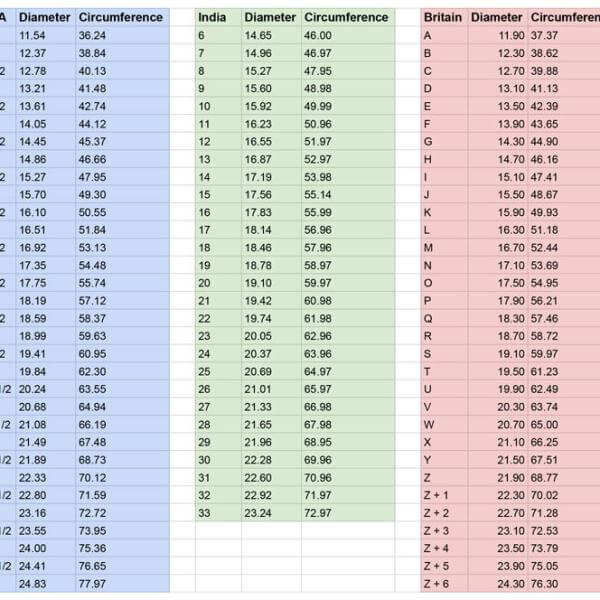 A Diameter Circumference India Diameter Circumference Britain Diameter Circumferen
11.54 36.24 6 14.65 46.00 A 11.90 37.37
12.37 38.84 7 14.96 46.97 B 12.30 38.62
/2 12.78 40.13 8 15.27 47.95 C 12.70 39.88
13.21 41.48 9 15.60 48.98 D 13.10 41.13
/2 13.61 42.74 10 15.92 49.99 E 13.50 42.39
14.05 44.12 11 16.23 50.96 F 13.90 43.65
/2 14.45 45.37 12 16.55 51.97 G 14.30 44.90
14.86 46.66 13 16.87 52.97 H 14.70 46.16
/2 15.27 47.95 14 17.19 53.98 I 15.10 47.41
15.70 49.30 15 17.56 55.14 J 15.50 48.67
/2 16.10 50.55 16 17.83 55.99 K 15.90 49.93
16.51 51.84 17 18.14 56.96 L 16.30 51.18
/2 16.92 53.13 18 18.46 57.96 M 16.70 52.44
17.35 54.48 19 18.78 58.97 N 17.10 53.69
/2 17.75 55.74 20 19.10 59.97 O 17.50 54.95
18.19 57.12 21 19.42 60.98 P 17.90 56.21
/2 18.59 58.37 22 19.74 61.98 Q 18.30 57.46
18.99 59.63 23 20.05 62.96 R 18.70 58.72
/2 19.41 60.95 24 20.37 63.96 S 19.10 59.97
19.84 62.30 25 20.69 64.97 T 19.50 61.23
1/2 20.24 63.55 26 21.01 65.97 U 19.90 62.49
20.68 64.94 27 21.33 66.98 V 20.30 63.74
1/2 21.08 66.19 28 21.65 67.98 W 20.70 65.00
21.49 67.48 29 21.96 68.95 X 21.10 66.25
1/2 21.89 68.73 30 22.28 69.96 Y 21.50 67.51
22.33 70.12 31 22.60 70.96 Z 21.90 68.77
1/2 22.80 71.59 32 22.92 71.97 Z + 1 22.30 70.02
23.16 72.72 33 23.24 72.97 Z + 2 22.70 71.28
1/2 23.55 73.95 Z + 3 23.10 72.53
24.00 75.36 Z + 4 23.50 73.79
1/2 24.41 76.65 Z + 5 23.90 75.05
24.83 77.97 Z + 6 24.30 76.30